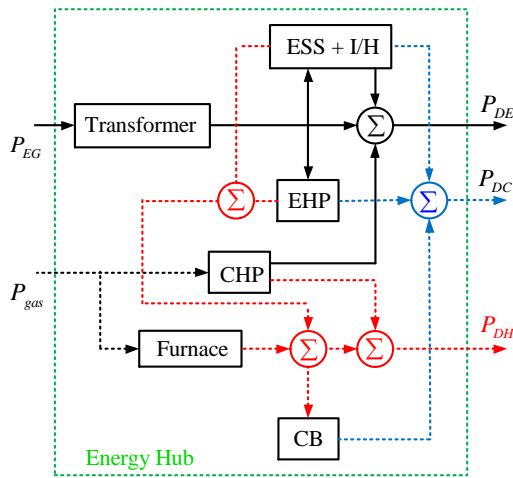 ESS + I/H
P_EG
Transformer
Σ
P_DE
Σ
EHP
Σ
P_DC
P_gas
CHP
Furnace
Σ
Σ
P_DH
CB
Energy Hub